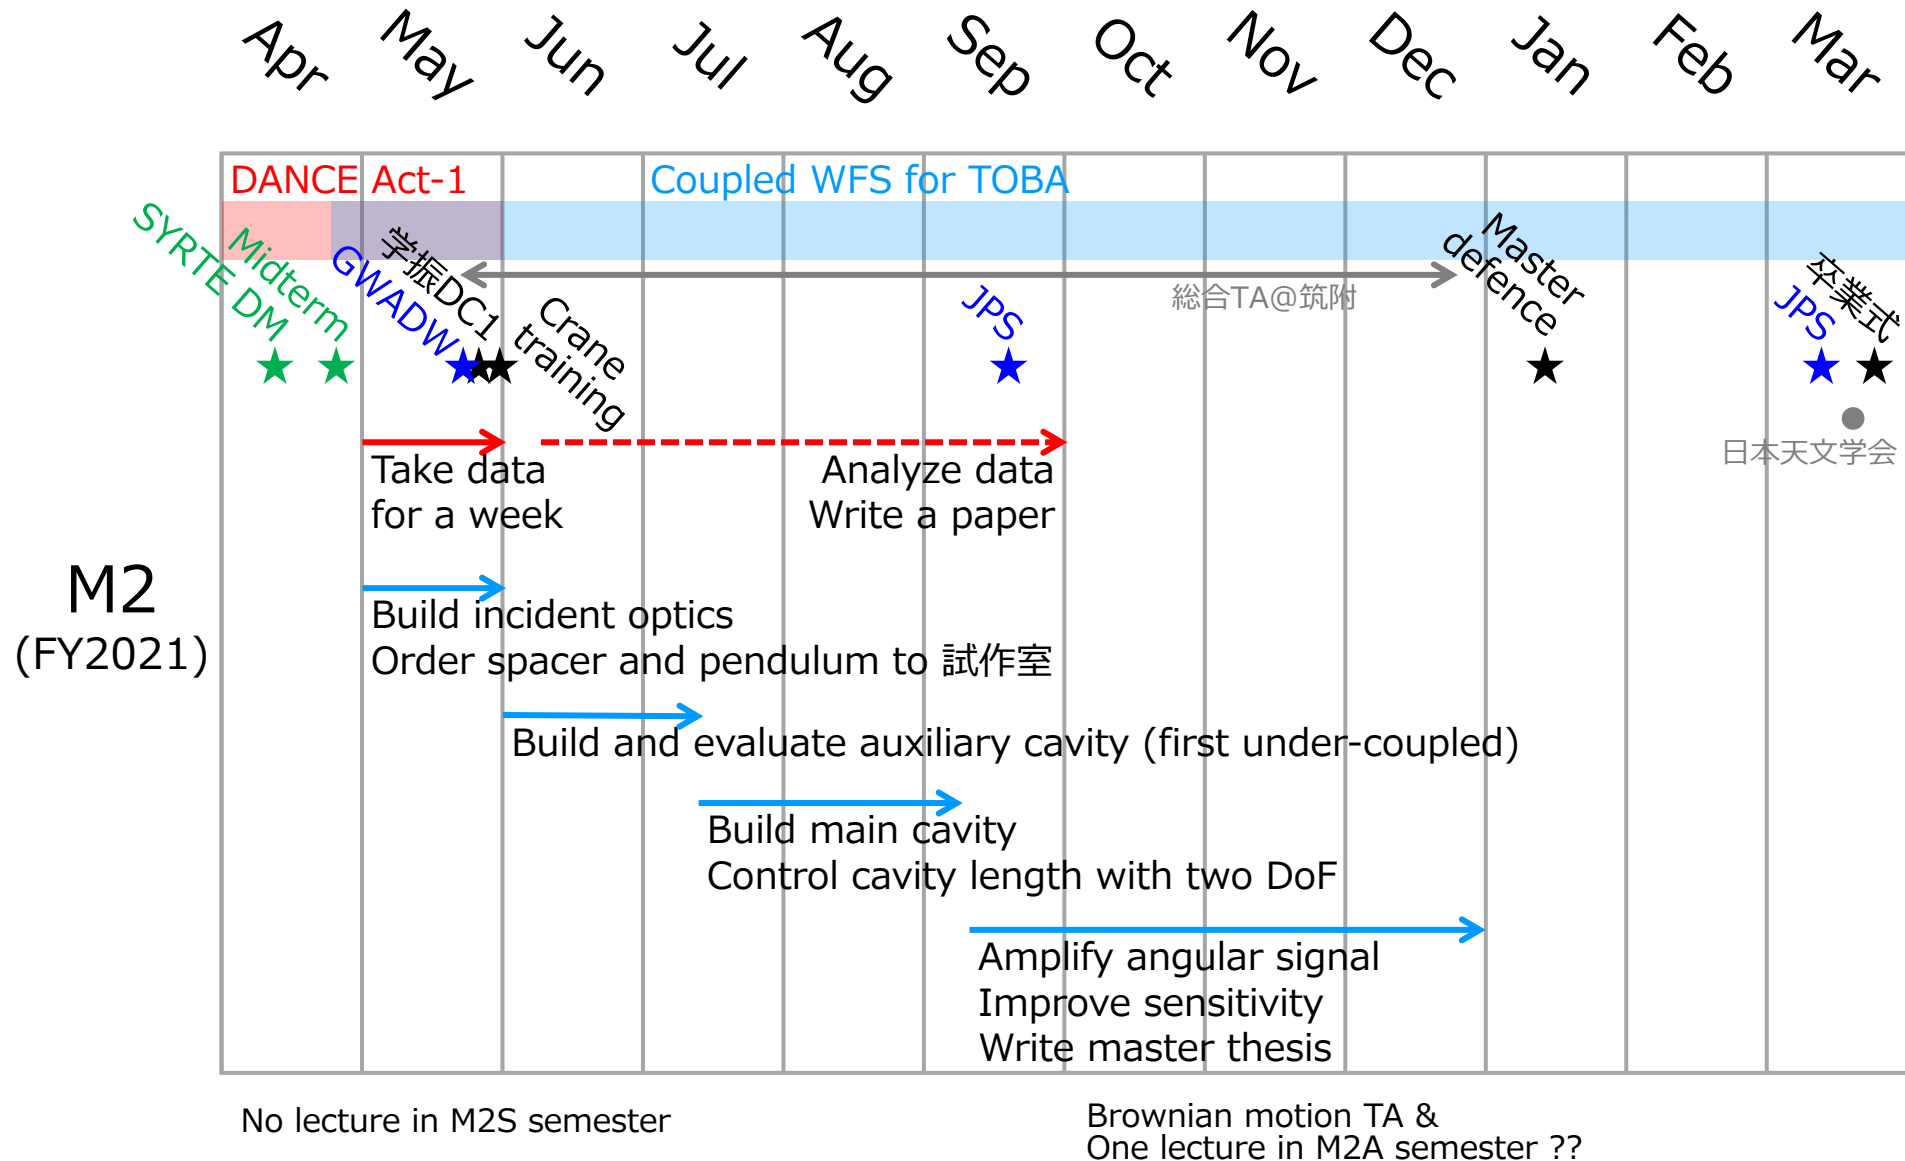 Apr
May
Jun
Jul
Aug
Sep
Oct
Nov
Dec
Jan
Feb
Mar
DANCE Act-1
Coupled WFS for TOBA
SYRTE DM
Midterm
GWADW
学振DC1
Crane
training
JPS
総合TA@筑附
Master
defence
JPS
卒業式
日本天文学会
Take data
for a week
Analyze data
Write a paper
M2
(FY2021)
Build incident optics
Order spacer and pendulum to 試作室
Build and evaluate auxiliary cavity (first under-coupled)
Build main cavity
Control cavity length with two DoF
Amplify angular signal
Improve sensitivity
Write master thesis
No lecture in M2S semester
Brownian motion TA &
One lecture in M2A semester ??